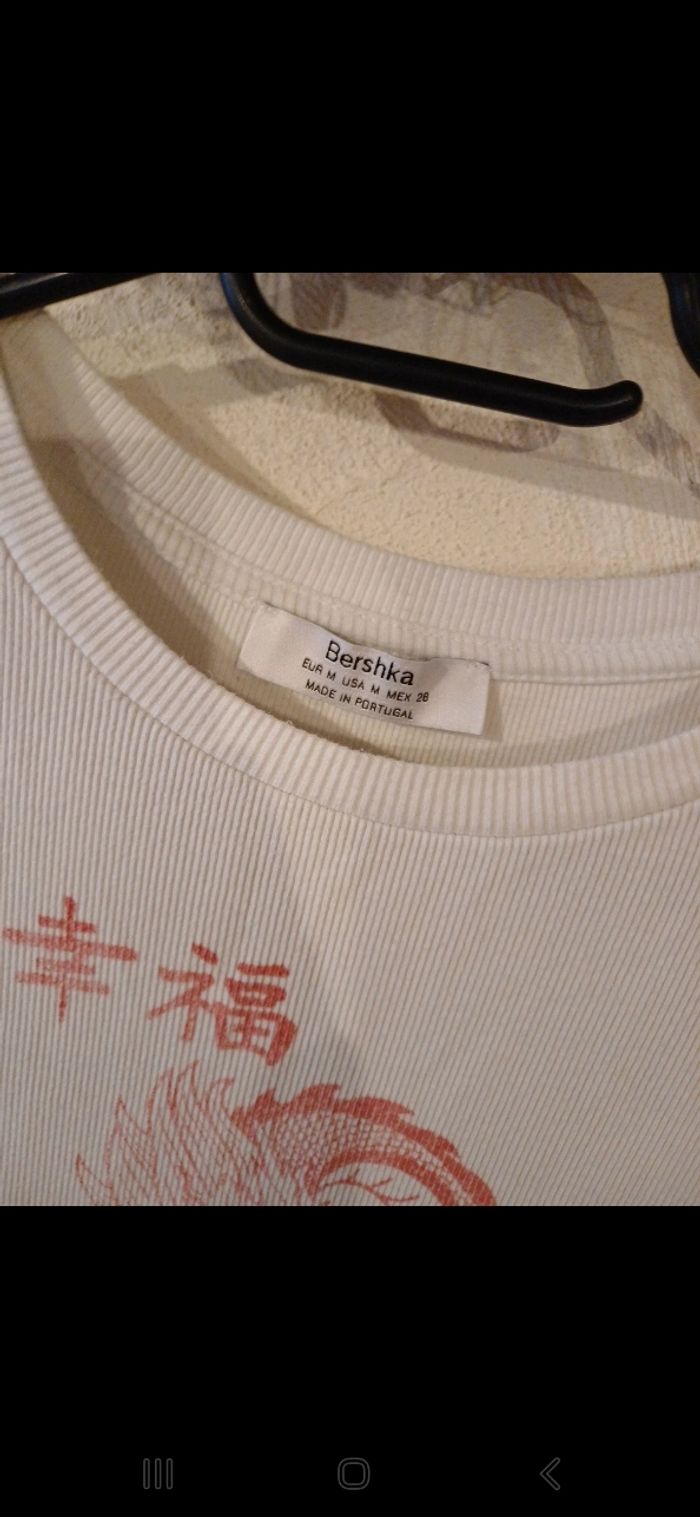 Bershka
EUR M USA M MEX 28
MADE IN PORTUGAL
幸福